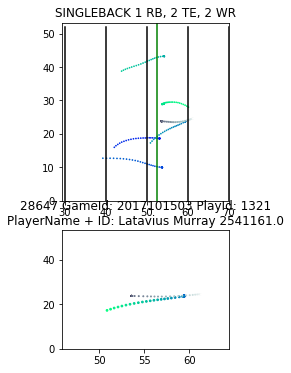 SINGLEBACK 1 RB, 2 TE, 2 WR
50
40
30
20
10
0
30 40 50 60 70
28647 GameId: 2017101503 PlayId: 1321
PlayerName + ID: Latavius Murray 2541161.0
40
20
0
50 55 60